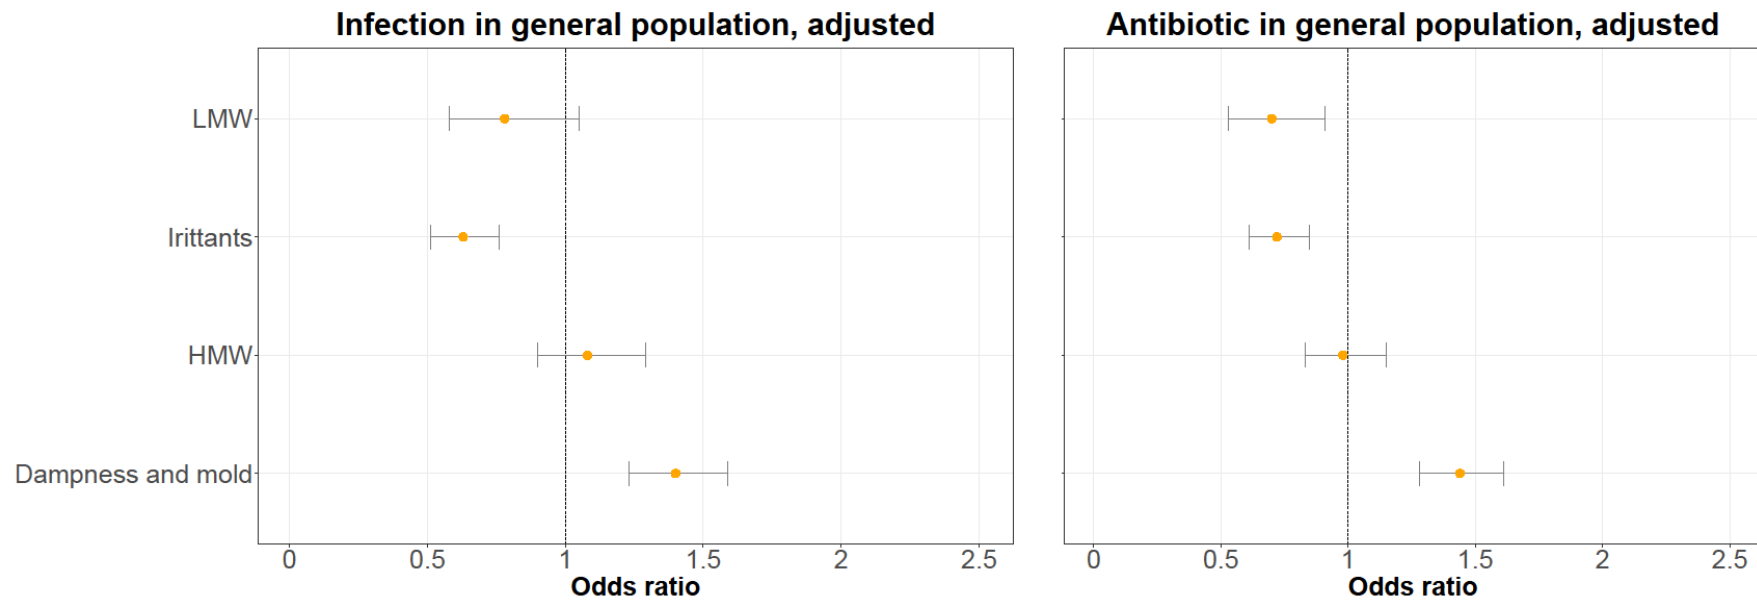 Infection in general population, adjusted
Antibiotic in general population, adjusted
LMW
Irittants
HMW
Dampness and mold
0 0.5 1 1.5 2 2.5
0 0.5 1 1.5 2 2.5
Odds ratio
Odds ratio